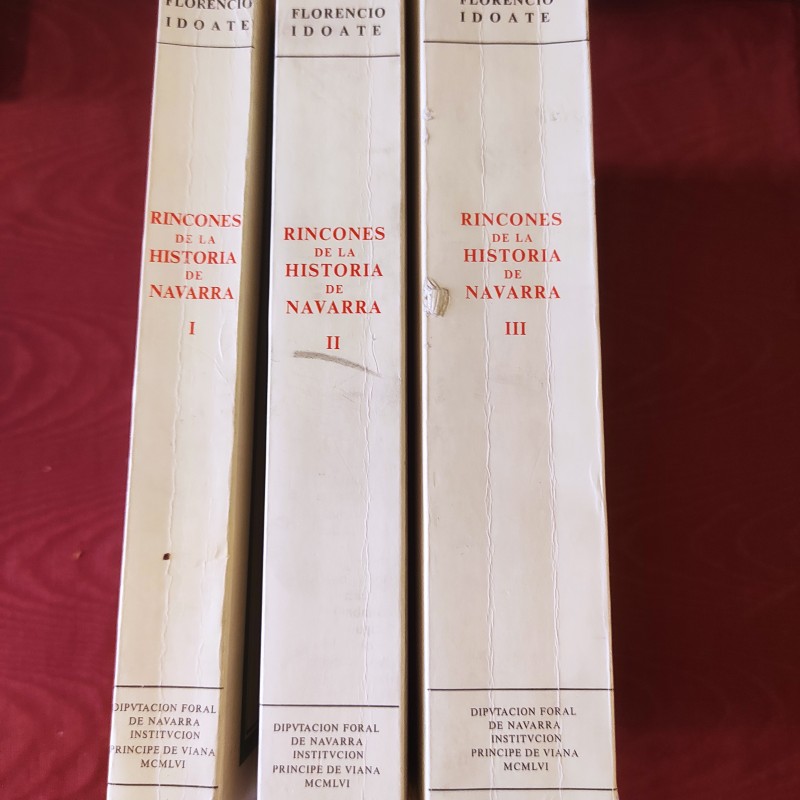 FLORENCIO
IDOATE
RINCONES
DE LA
HISTORIA
DE
NAVARRA
I
DIPVTACION FORAL
DE NAVARRA
INSTITVCION
PRINCIPE DE VIANA
MCMLVI
FLORENCIO
IDOATE
RINCONES
DE LA
HISTORIA
DE
NAVARRA
II
DIPVTACION FORAL
DE NAVARRA
INSTITVCION
PRINCIPE DE VIANA
MCMLVI
FLORENCIO
IDOATE
RINCONES
DE LA
HISTORIA
DE
NAVARRA
III
DIPVTACION FORAL
DE NAVARRA
INSTITVCION
PRINCIPE DE VIANA
MCMLVI